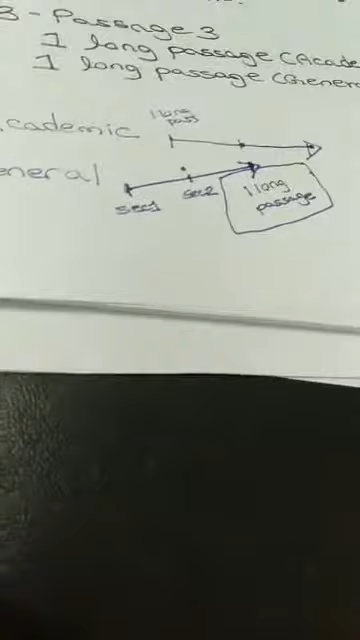 3 - Passage 3
1 long passage (Acade
1 long passage (Genera
1 long pass
cademic
eneral
sec1
sec2
1 long passage